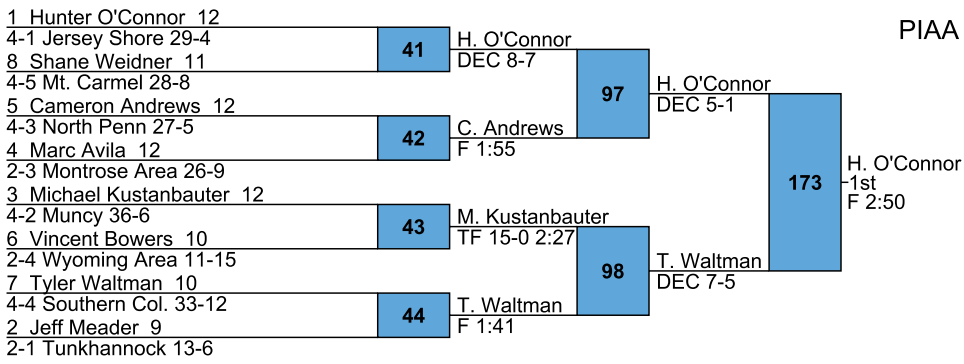 1 Hunter O'Connor 12
4-1 Jersey Shore 29-4
8 Shane Weidner 11
4-5 Mt. Carmel 28-8
5 Cameron Andrews 12
4-3 North Penn 27-5
4 Marc Avila 12
2-3 Montrose Area 26-9
3 Michael Kustanbauter 12
4-2 Muncy 36-6
6 Vincent Bowers 10
2-4 Wyoming Area 11-15
7 Tyler Waltman 10
4-4 Southern Col. 33-12
2 Jeff Meader 9
2-1 Tunkhannock 13-6
41
42
43
44
H. O'Connor
DEC 8-7
C. Andrews
F 1:55
M. Kustanbauter
TF 15-0 2:27
T. Waltman
F 1:41
97
98
H. O'Connor
DEC 5-1
T. Waltman
DEC 7-5
173
H. O'Connor
1st
F 2:50
PIAA